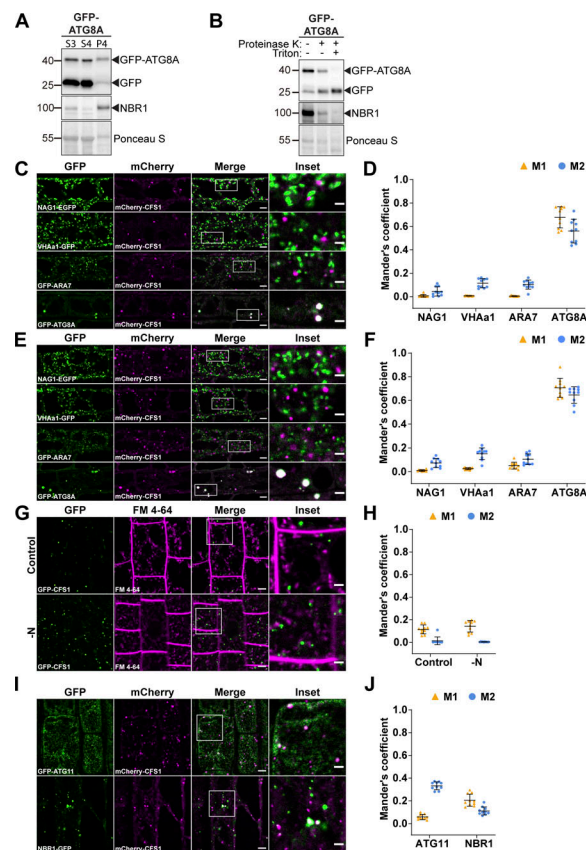 A
GFP-
ATG8A
S3 S4 P4
40
GFP-ATG8A
25
GFP
100
NBR1
55
Ponceau S
B
GFP-
ATG8A
Proteinase K: - + +
Triton: - - +
40
GFP-ATG8A
25
GFP
100
NBR1
55
Ponceau S
C
GFP mCherry Merge Inset
NAG1-EGFP mCherry-CFS1
VHAa1-GFP mCherry-CFS1
GFP-ARA7 mCherry-CFS1
GFP-ATG8A mCherry-CFS1
D
M1 M2
Mander's coefficient
1.0
0.8
0.6
0.4
0.2
0.0
NAG1 VHAa1 ARA7 ATG8A
E
GFP mCherry Merge Inset
NAG1-EGFP mCherry-CFS1
VHAa1-GFP mCherry-CFS1
GFP-ARA7 mCherry-CFS1
GFP-ATG8A mCherry-CFS1
F
M1 M2
Mander's coefficient
1.0
0.8
0.6
0.4
0.2
0.0
NAG1 VHAa1 ARA7 ATG8A
G
GFP FM 4-64 Merge Inset
Control
GFP-CFS1 FM 4-64
-N
GFP-CFS1 FM 4-64
H
M1 M2
Mander's coefficient
1.0
0.8
0.6
0.4
0.2
0.0
Control -N
I
GFP mCherry Merge Inset
GFP-ATG11 mCherry-CFS1
NBR1-GFP mCherry-CFS1
J
M1 M2
Mander's coefficient
1.0
0.8
0.6
0.4
0.2
0.0
ATG11 NBR1